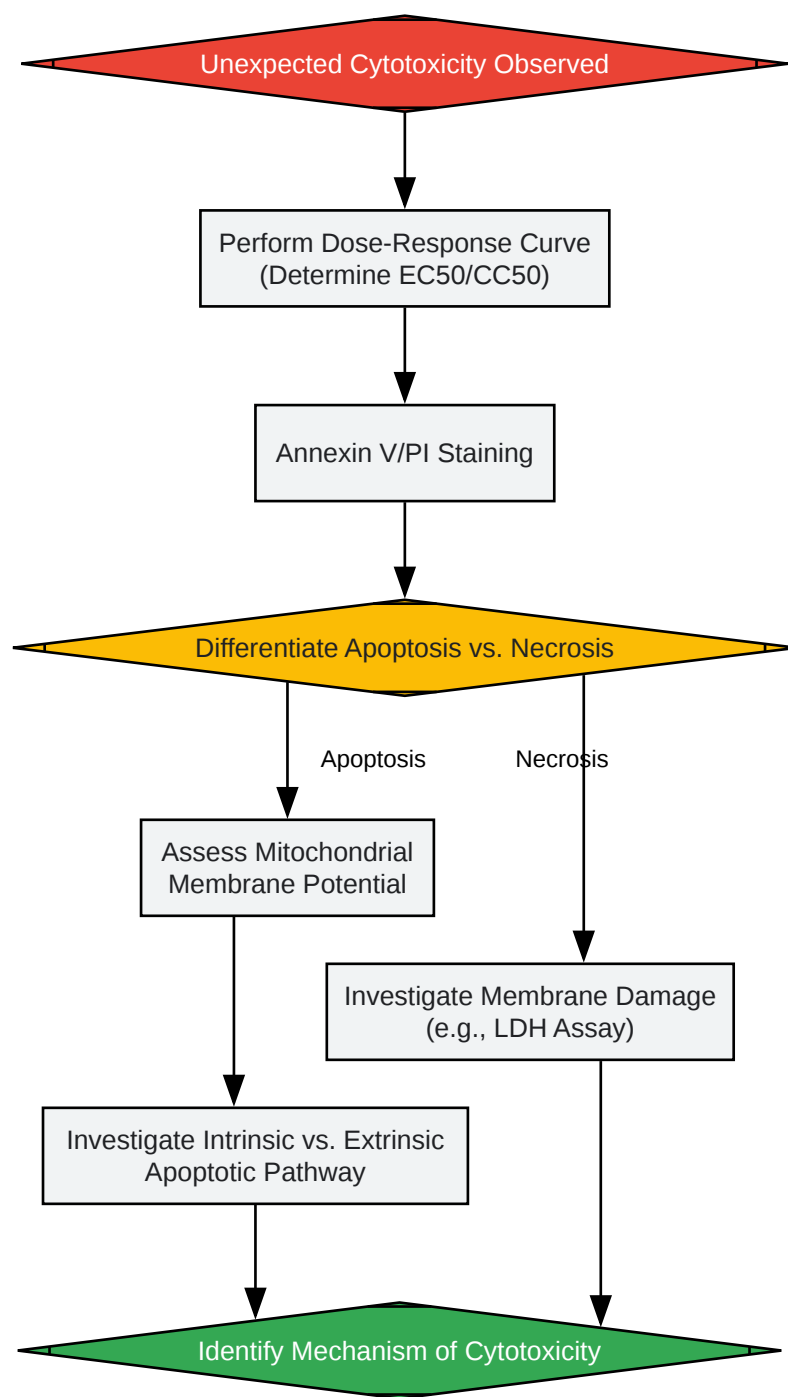 Unexpected Cytotoxicity Observed
Perform Dose-Response Curve
(Determine EC50/CC50)
Annexin V/PI Staining
Differentiate Apoptosis vs. Necrosis
Apoptosis
Necrosis
Assess Mitochondrial
Membrane Potential
Investigate Membrane Damage
(e.g., LDH Assay)
Investigate Intrinsic vs. Extrinsic
Apoptotic Pathway
Identify Mechanism of Cytotoxicity